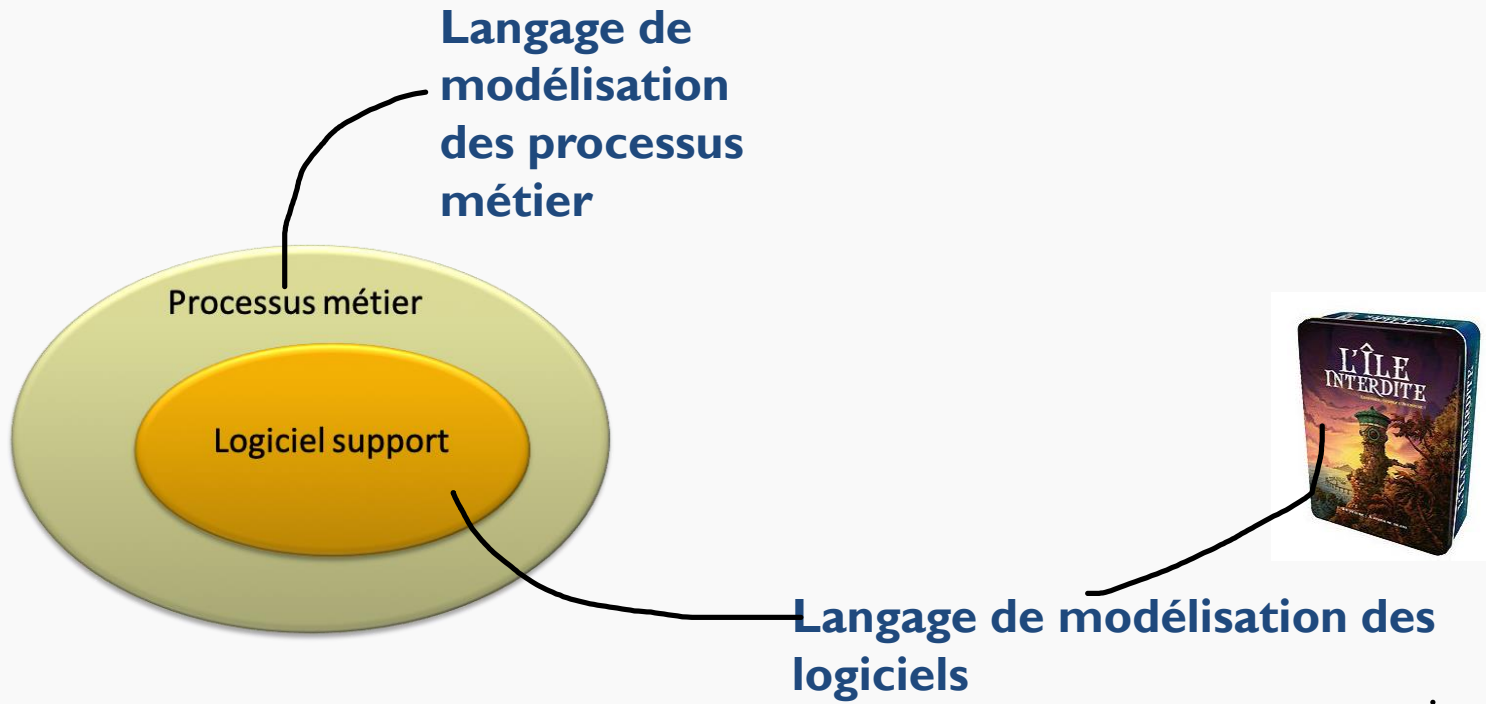 Langage de
modélisation
des processus
métier
Processus métier
Logiciel support
L'ÎLE
INTERDITE
Langage de modélisation des
logiciels